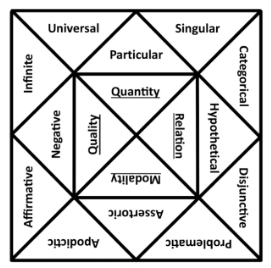 Universal
Singular
Particular
Infinite
Categorical
Quantity
Negative
Quality
Relation
Hypothetical
Modality
Affirmative
Assertoric
Disjunctive
Apodictic
Problematic